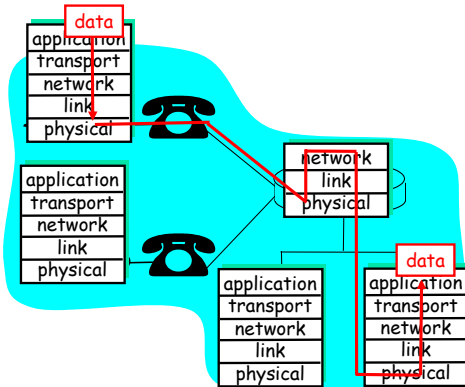 data
application
transport
network
link
physical
network
link
physical
application
transport
network
link
physical
data
application
transport
network
link
physical
application
transport
network
link
physical